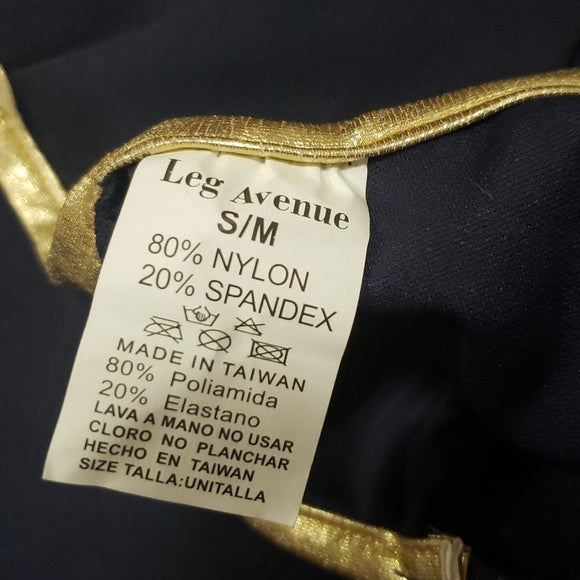 Leg Avenue
S/M
80% NYLON
20% SPANDEX
MADE IN TAIWAN
80% Poliamida
20% Elastano
LAVA A MANO NO USAR
CLORO NO PLANCHAR
HECHO EN TAIWAN
SIZE TALLA:UNITALLA